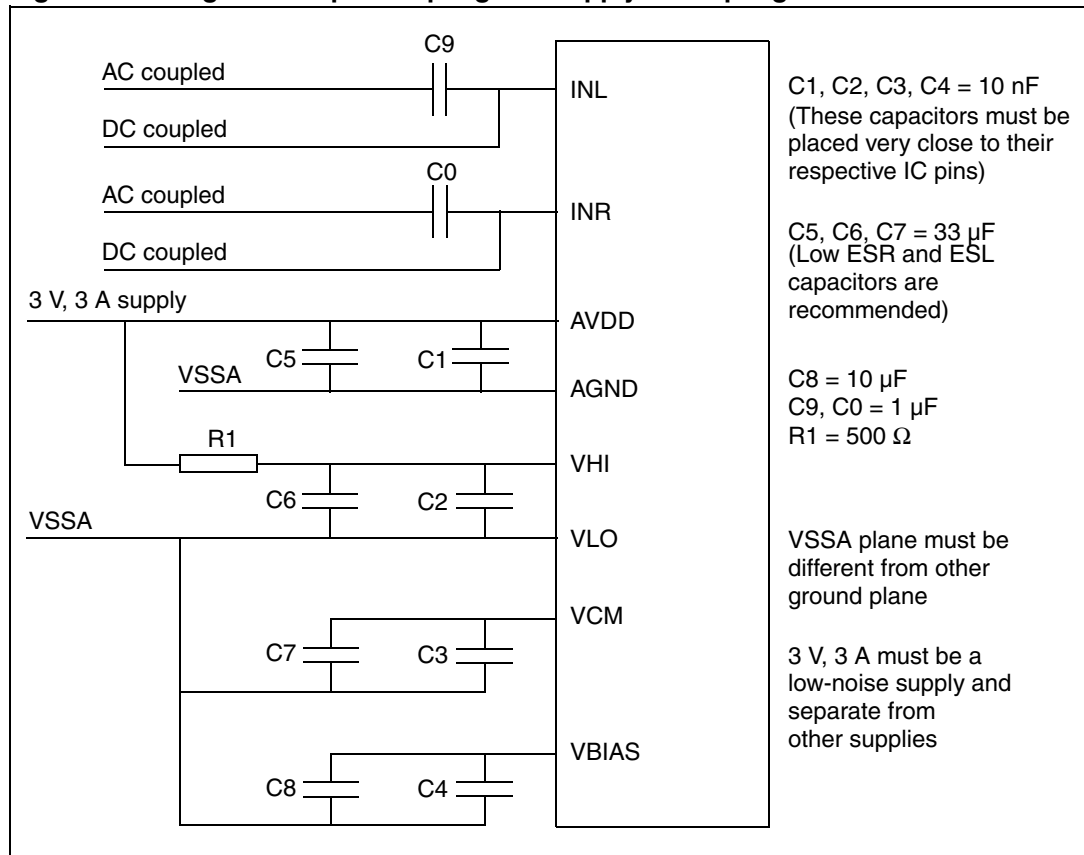 C9
AC coupled
INL
DC coupled
C0
AC coupled
INR
DC coupled
3 V, 3 A supply
AVDD
C5
C1
VSSA
AGND
R1
VHI
C6
C2
VSSA
VLO
VCM
C7
C3
VBIAS
C8
C4
C1, C2, C3, C4 = 10 nF
(These capacitors must be
placed very close to their
respective IC pins)
C5, C6, C7 = 33 µF
(Low ESR and ESL
capacitors are
recommended)
C8 = 10 µF
C9, C0 = 1 µF
R1 = 500 Ω
VSSA plane must be
different from other
ground plane
3 V, 3 A must be a
low-noise supply and
separate from
other supplies